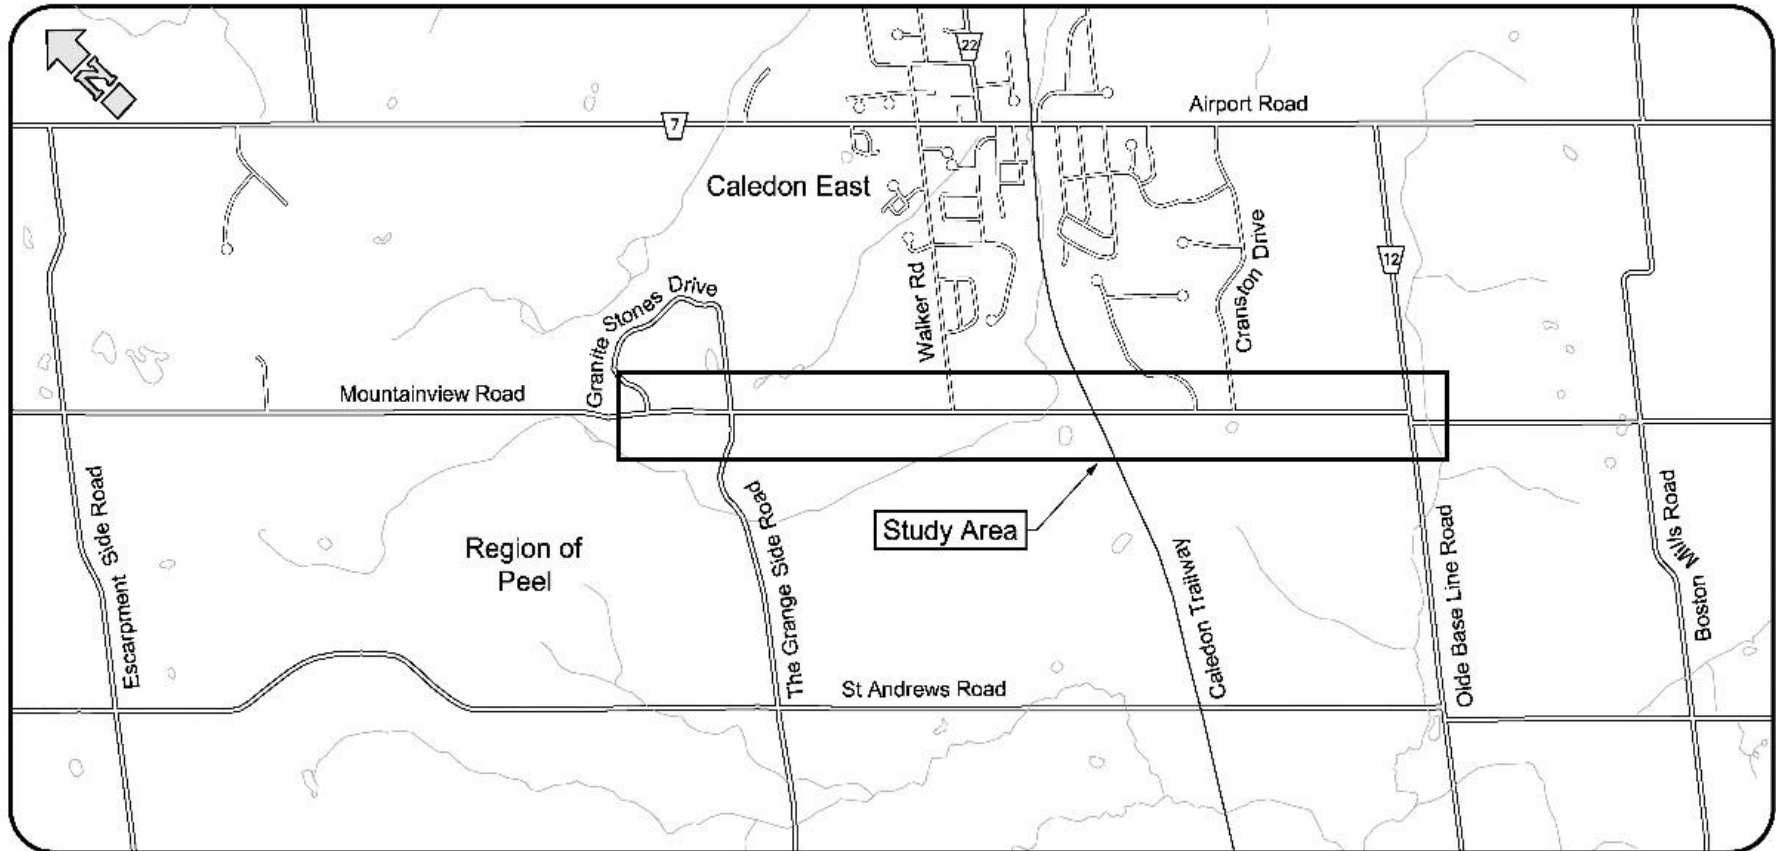 N
22
Airport Road
7
Caledon East
12
Walker Rd
Cranston Drive
Granite Stones Drive
Mountainview Road
Study Area
Region of
Peel
Escarpment Side Road
The Grange Side Road
Caledon Trailway
Olde Base Line Road
Boston Mills Road
St Andrews Road